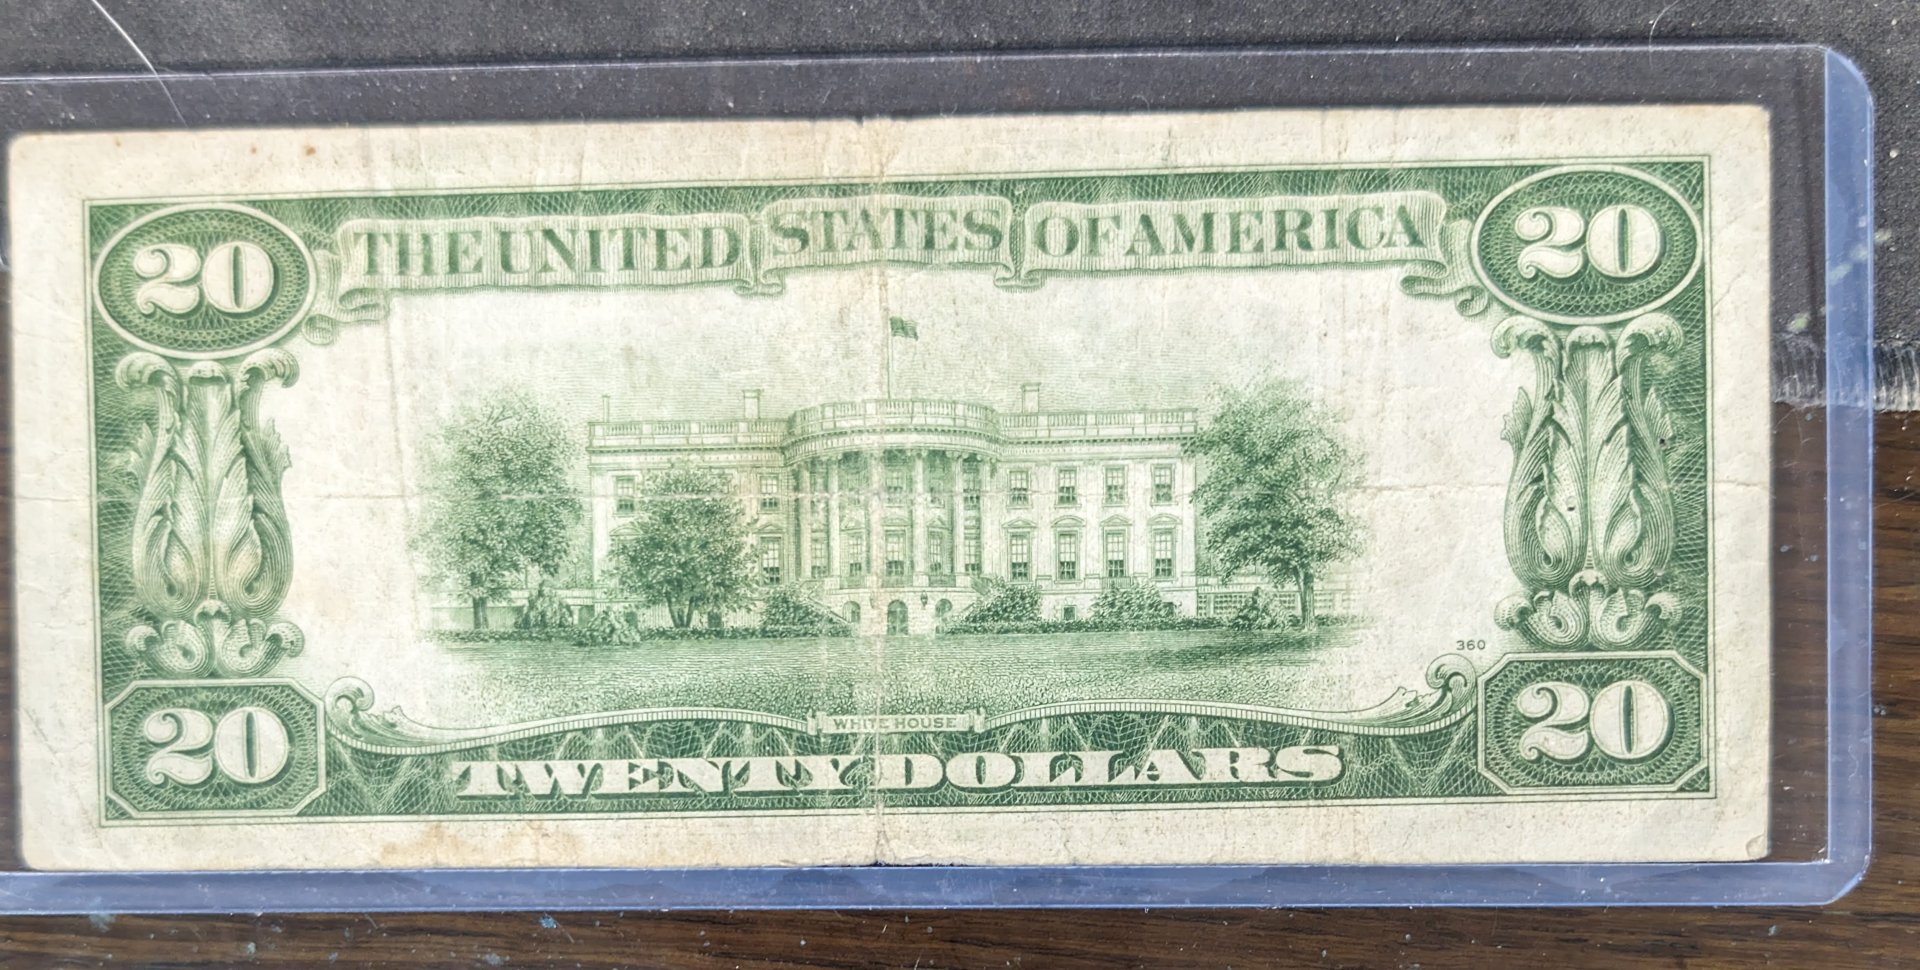 20 THE UNITED STATES OF AMERICA 20
360
20 WHITE HOUSE 20
TWENTY DOLLARS